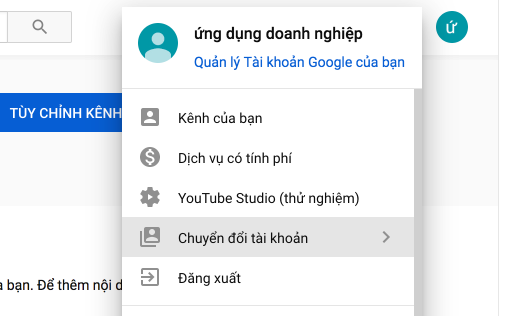 ứng dụng doanh nghiệp
Quản lý Tài khoản Google của bạn
ứ
TÙY CHỈNH KÊNH
Kênh của bạn
Dịch vụ có tính phí
YouTube Studio (thử nghiệm)
Chuyển đổi tài khoản
Đăng xuất
bạn. Để thêm nội d